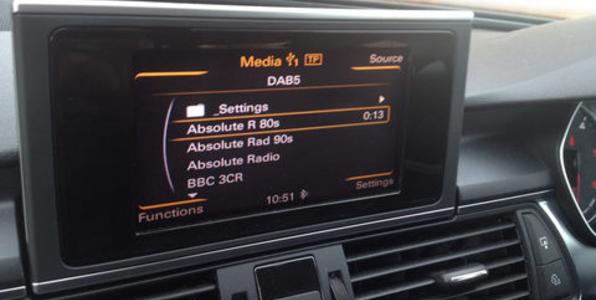 Media 1 TP Source
DAB5
_Settings
Absolute R 80s 0:13
Absolute Rad 90s
Absolute Radio
BBC 3CR
Functions 10:51 Settings